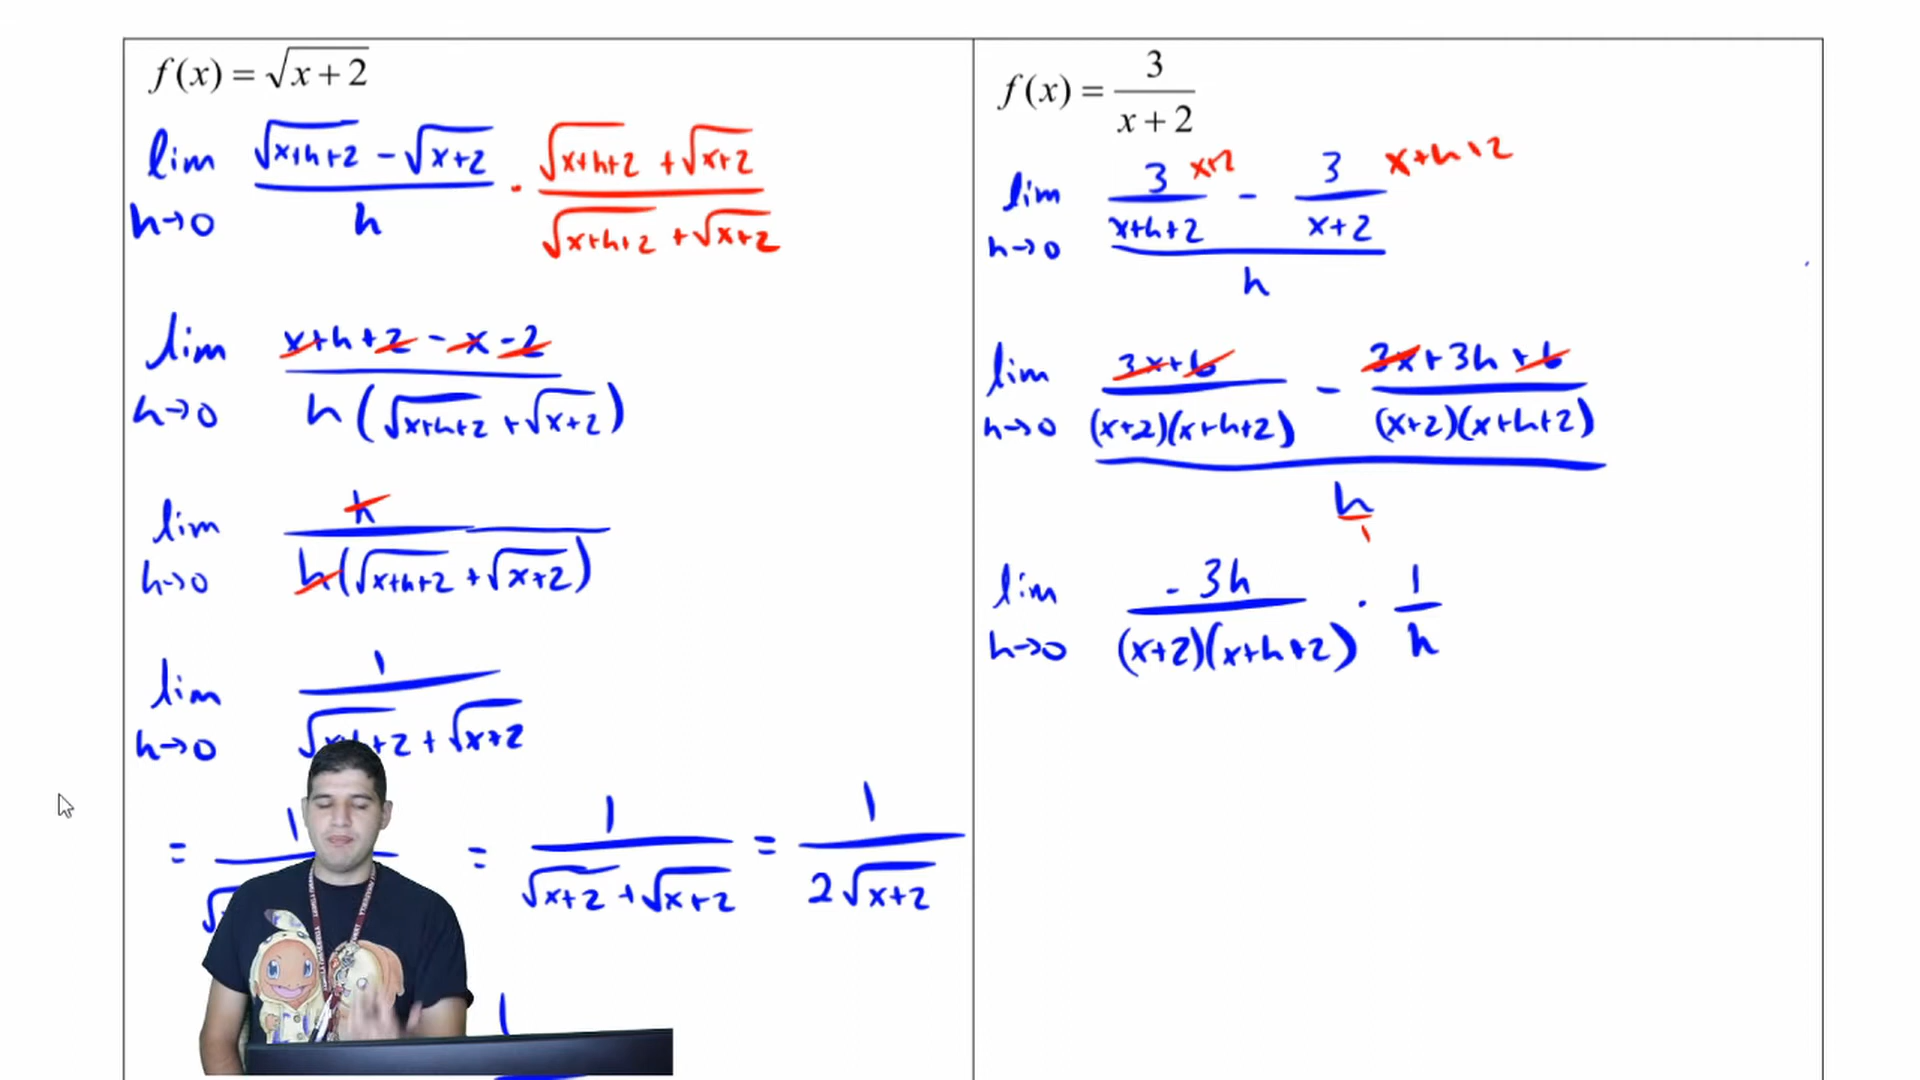 f(x) = √(x + 2)
lim h→0 (√(x+h+2) − √(x+2)) / h · (√(x+h+2) + √(x+2)) / (√(x+h+2) + √(x+2))
lim h→0 (x+h+2 − x − 2) / (h(√(x+h+2) + √(x+2)))
lim h→0 h / (h(√(x+h+2) + √(x+2)))
lim h→0 1 / (√(x+h+2) + √(x+2))
= 1 / √ = 1 / (√(x+2) + √(x+2)) = 1 / (2√(x+2))
1
f(x) = 3 / (x + 2)
lim h→0 (3 / (x+h+2) x+2 − 3 / (x+2) x+h+2) / h
lim h→0 ((3x+6) / ((x+2)(x+h+2)) − (3x+3h+6) / ((x+2)(x+h+2))) / h / 1
lim h→0 −3h / ((x+2)(x+h+2)) · 1 / h